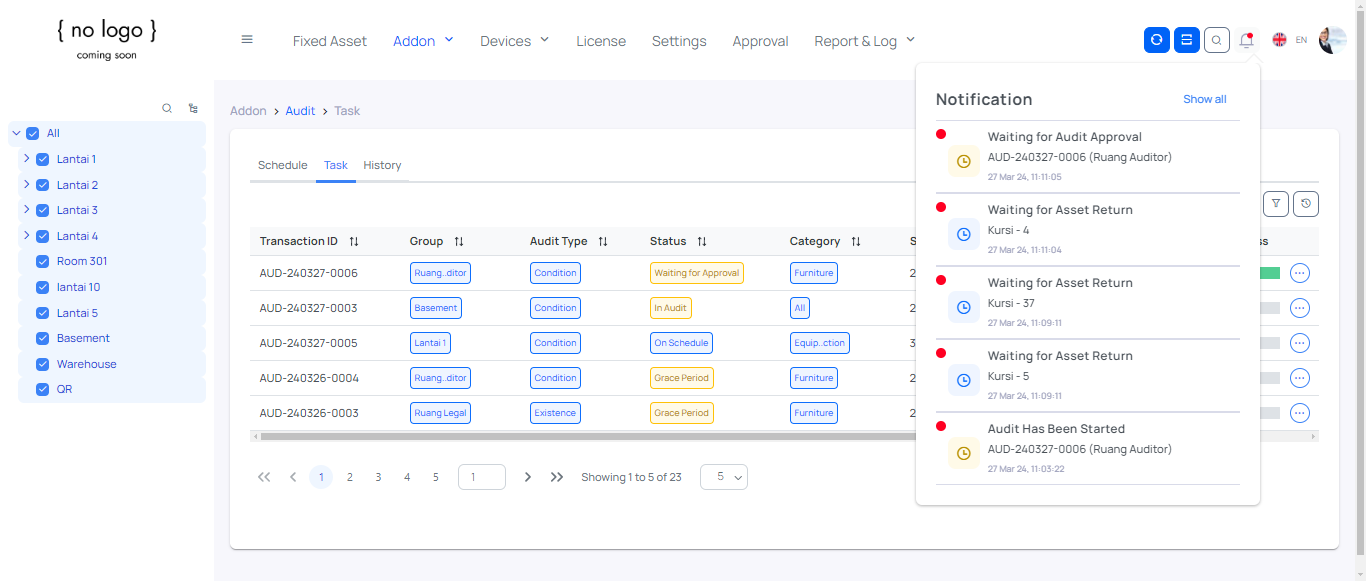 { no logo }
coming soon
Fixed Asset Addon Devices License Settings Approval Report & Log EN
All
Lantai 1
Lantai 2
Lantai 3
Lantai 4
Room 301
lantai 10
Lantai 5
Basement
Warehouse
QR
Addon > Audit > Task
Schedule Task History
Transaction ID Group Audit Type Status Category S ss
AUD-240327-0006 Ruang..ditor Condition Waiting for Approval Furniture 2
AUD-240327-0003 Basement Condition In Audit All 2
AUD-240327-0005 Lantai 1 Condition On Schedule Equip..ction 3
AUD-240326-0004 Ruang..ditor Condition Grace Period Furniture 2
AUD-240326-0003 Ruang Legal Existence Grace Period Furniture 2
1 2 3 4 5 1 Showing 1 to 5 of 23 5
Notification Show all
Waiting for Audit Approval
AUD-240327-0006 (Ruang Auditor)
27 Mar 24, 11:11:05
Waiting for Asset Return
Kursi - 4
27 Mar 24, 11:11:04
Waiting for Asset Return
Kursi - 37
27 Mar 24, 11:09:11
Waiting for Asset Return
Kursi - 5
27 Mar 24, 11:09:11
Audit Has Been Started
AUD-240327-0006 (Ruang Auditor)
27 Mar 24, 11:03:22